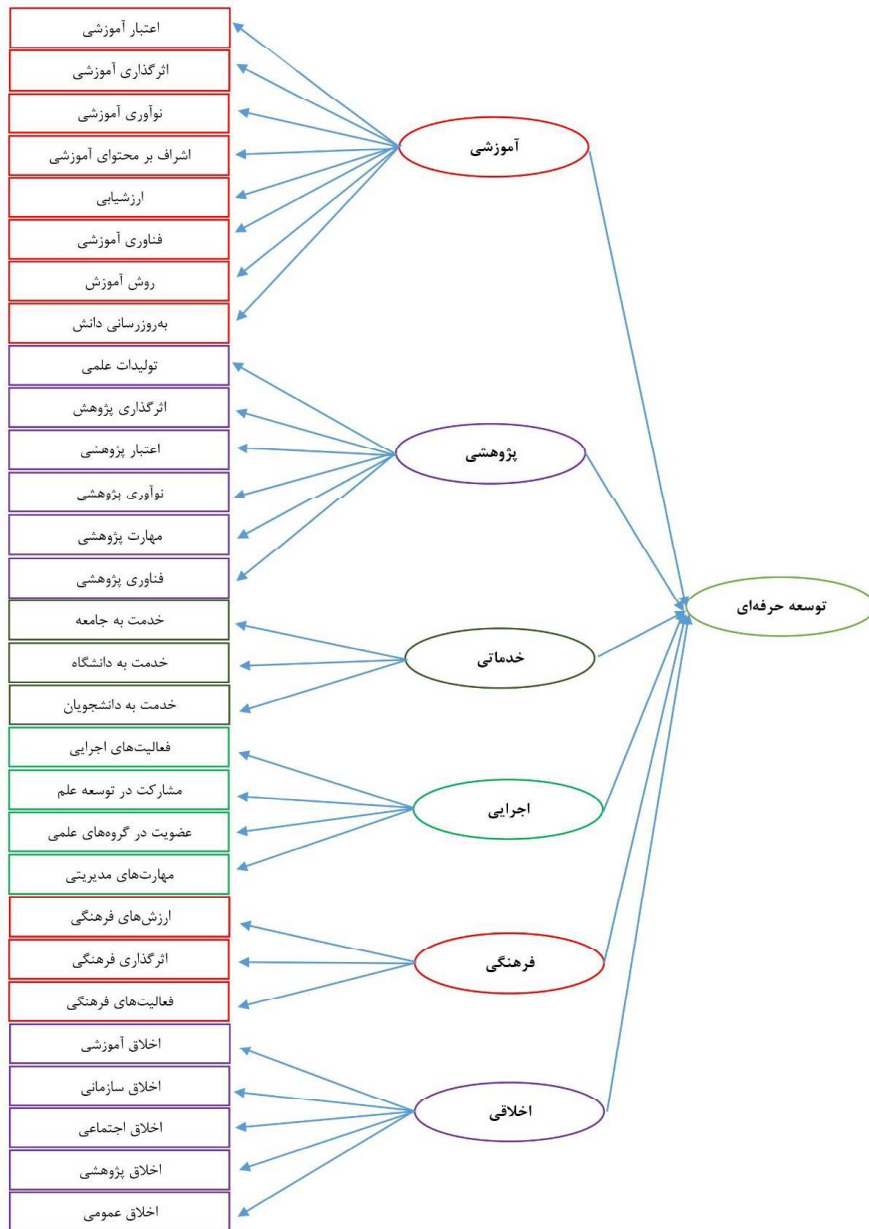 اعتبار آموزشی
اثرگذاری آموزشی
نوآوری آموزشی
اشراف بر محتوای آموزشی
ارزشیابی
فناوری آموزشی
روش آموزش
به‌روزرسانی دانش
آموزشی
تولیدات علمی
اثرگذاری پژوهش
اعتبار پژوهشی
نوآوری پژوهشی
مهارت پژوهشی
فناوری پژوهشی
پژوهشی
خدمت به جامعه
خدمت به دانشگاه
خدمت به دانشجویان
خدماتی
توسعه حرفه‌ای
فعالیت‌های اجرایی
مشارکت در توسعه علم
عضویت در گروه‌های علمی
مهارت‌های مدیریتی
اجرایی
ارزش‌های فرهنگی
اثرگذاری فرهنگی
فعالیت‌های فرهنگی
فرهنگی
اخلاق آموزشی
اخلاق سازمانی
اخلاق اجتماعی
اخلاق پژوهشی
اخلاق عمومی
اخلاقی